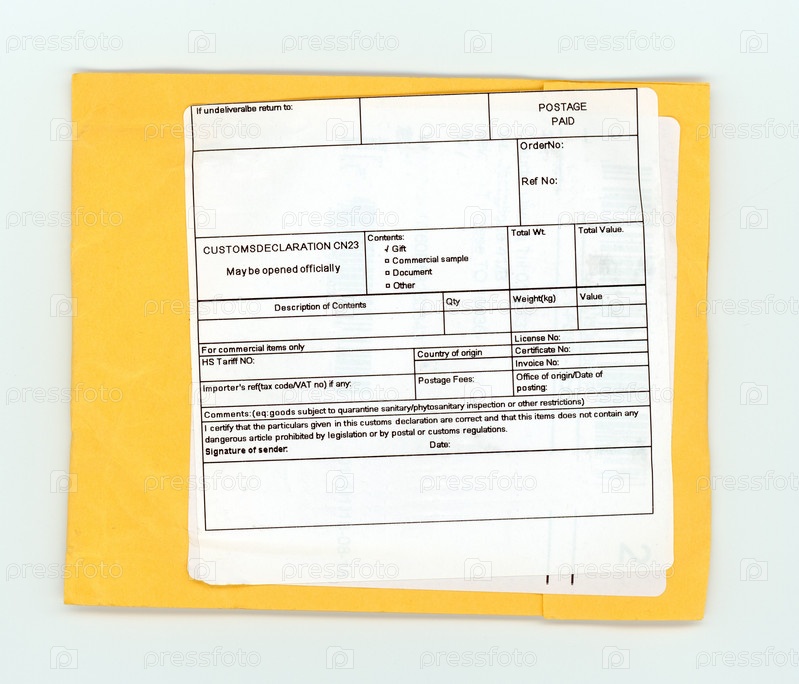 If undeliveralbe return to:
POSTAGE
PAID
OrderNo:
Ref No:
CUSTOMSDECLARATION CN23
May be opened officially
Contents:
√ Gift
□ Commercial sample
□ Document
□ Other
Total Wt.
Total Value.
Description of Contents
Qty
Weight(kg)
Value
For commercial items only
HS Tariff NO:
Importer's ref(tax code/VAT no) if any:
Country of origin
Postage Fees:
License No:
Certificate No:
Invoice No:
Office of origin/Date of
posting:
Comments:(eq:goods subject to quarantine sanitary/phytosanitary inspection or other restrictions)
I certify that the particulars given in this customs declaration are correct and that this items does not contain any
dangerous article prohibited by legislation or by postal or customs regulations.
Signature of sender:
Date:
pressfoto